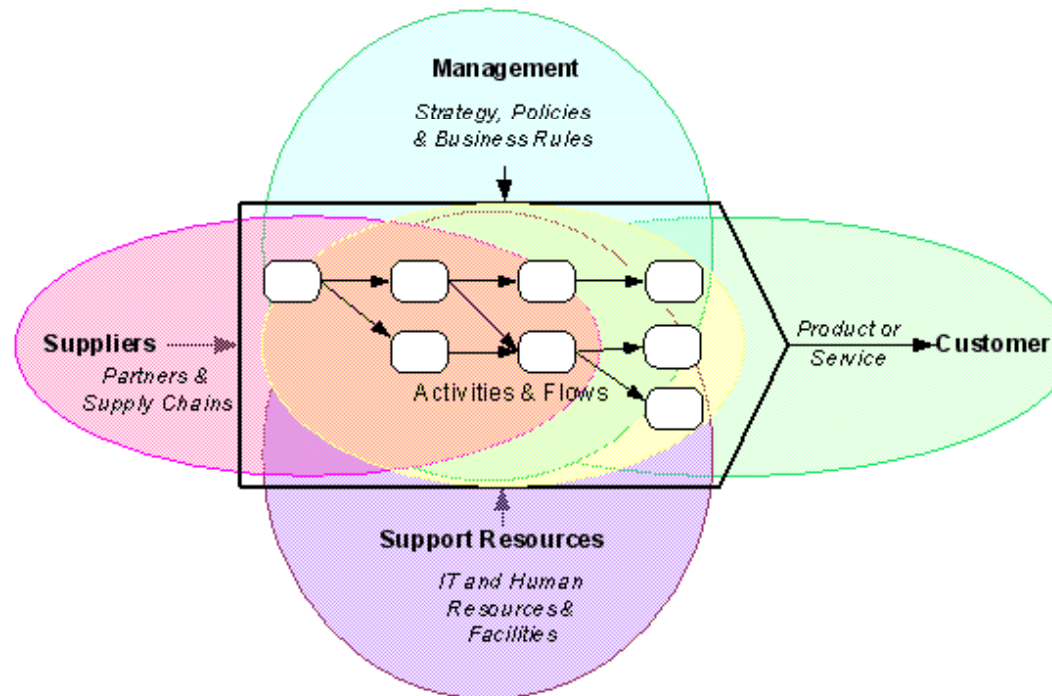 Management
Strategy, Policies
& Business Rules
Suppliers
Partners &
Supply Chains
Activities & Flows
Product or
Service
Customer
Support Resources
IT and Human
Resources &
Facilities